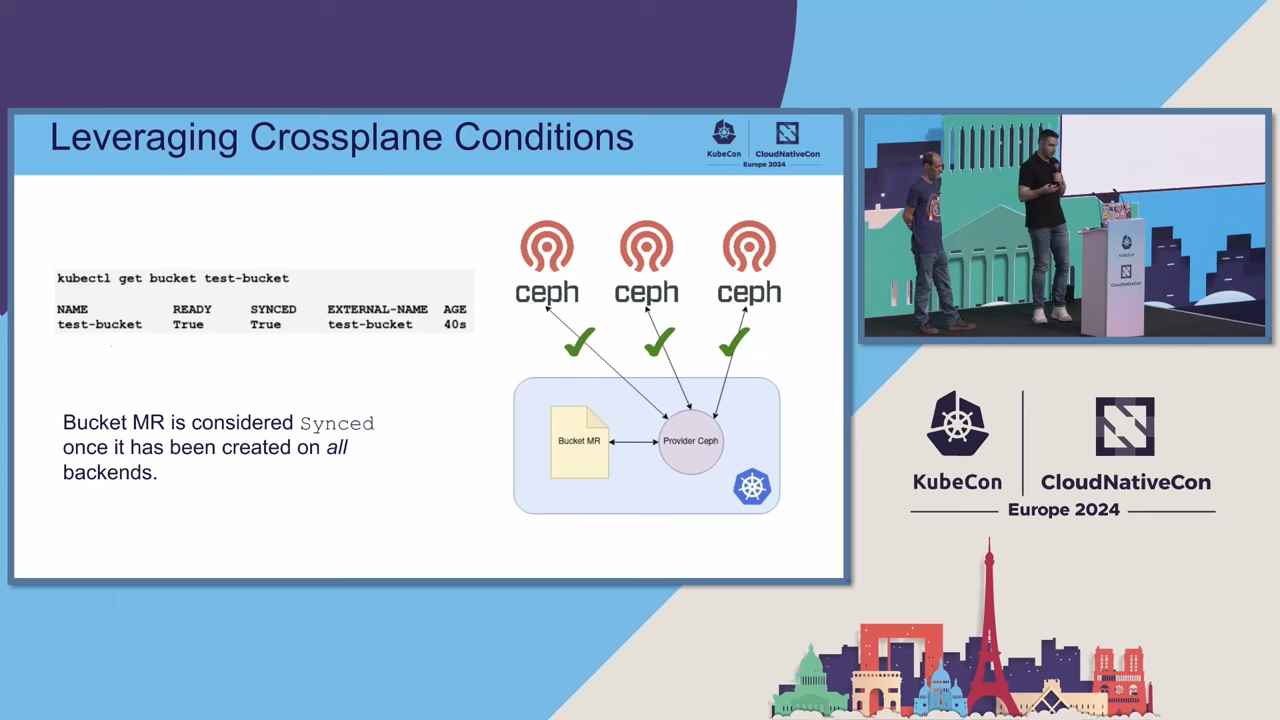 Leveraging Crossplane Conditions
KubeCon
CloudNativeCon
Europe 2024
kubectl get bucket test-bucket
NAME READY SYNCED EXTERNAL-NAME AGE
test-bucket True True test-bucket 40s
ceph ceph ceph
Bucket MR is considered Synced
once it has been created on all
backends.
Bucket MR
Provider Ceph
KubeCon
CloudNativeCon
KubeCon
CloudNativeCon
Europe 2024